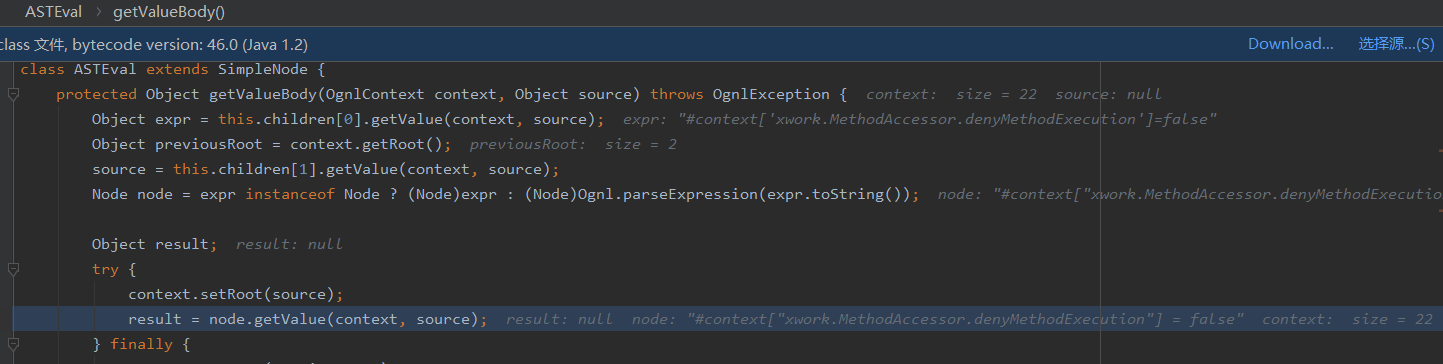 ASTEval > getValueBody()
class 文件, bytecode version: 46.0 (Java 1.2) Download... 选择源...(S)
class ASTEval extends SimpleNode {
protected Object getValueBody(OgnlContext context, Object source) throws OgnlException { context: size = 22 source: null
Object expr = this.children[0].getValue(context, source); expr: "#context['xwork.MethodAccessor.denyMethodExecution']=false"
Object previousRoot = context.getRoot(); previousRoot: size = 2
source = this.children[1].getValue(context, source);
Node node = expr instanceof Node ? (Node)expr : (Node)Ognl.parseExpression(expr.toString()); node: "#context["xwork.MethodAccessor.denyMethodExecutio
Object result; result: null
try {
context.setRoot(source);
result = node.getValue(context, source); result: null node: "#context["xwork.MethodAccessor.denyMethodExecution"] = false" context: size = 22
} finally {